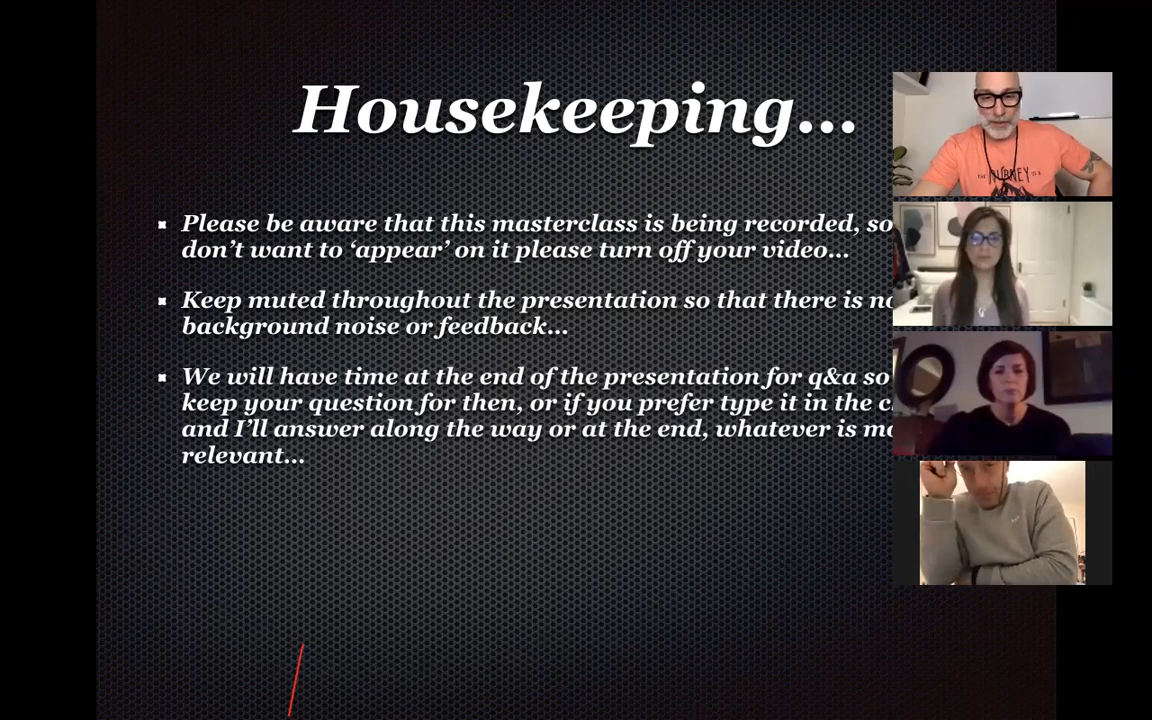 Housekeeping...
Please be aware that this masterclass is being recorded, so
don't want to 'appear' on it please turn off your video...
Keep muted throughout the presentation so that there is
background noise or feedback...
We will have time at the end of the presentation for q&a so
keep your question for then, or if you prefer type it in the
and I'll answer along the way or at the end, whatever is
relevant...
THE JOURNEY IS A